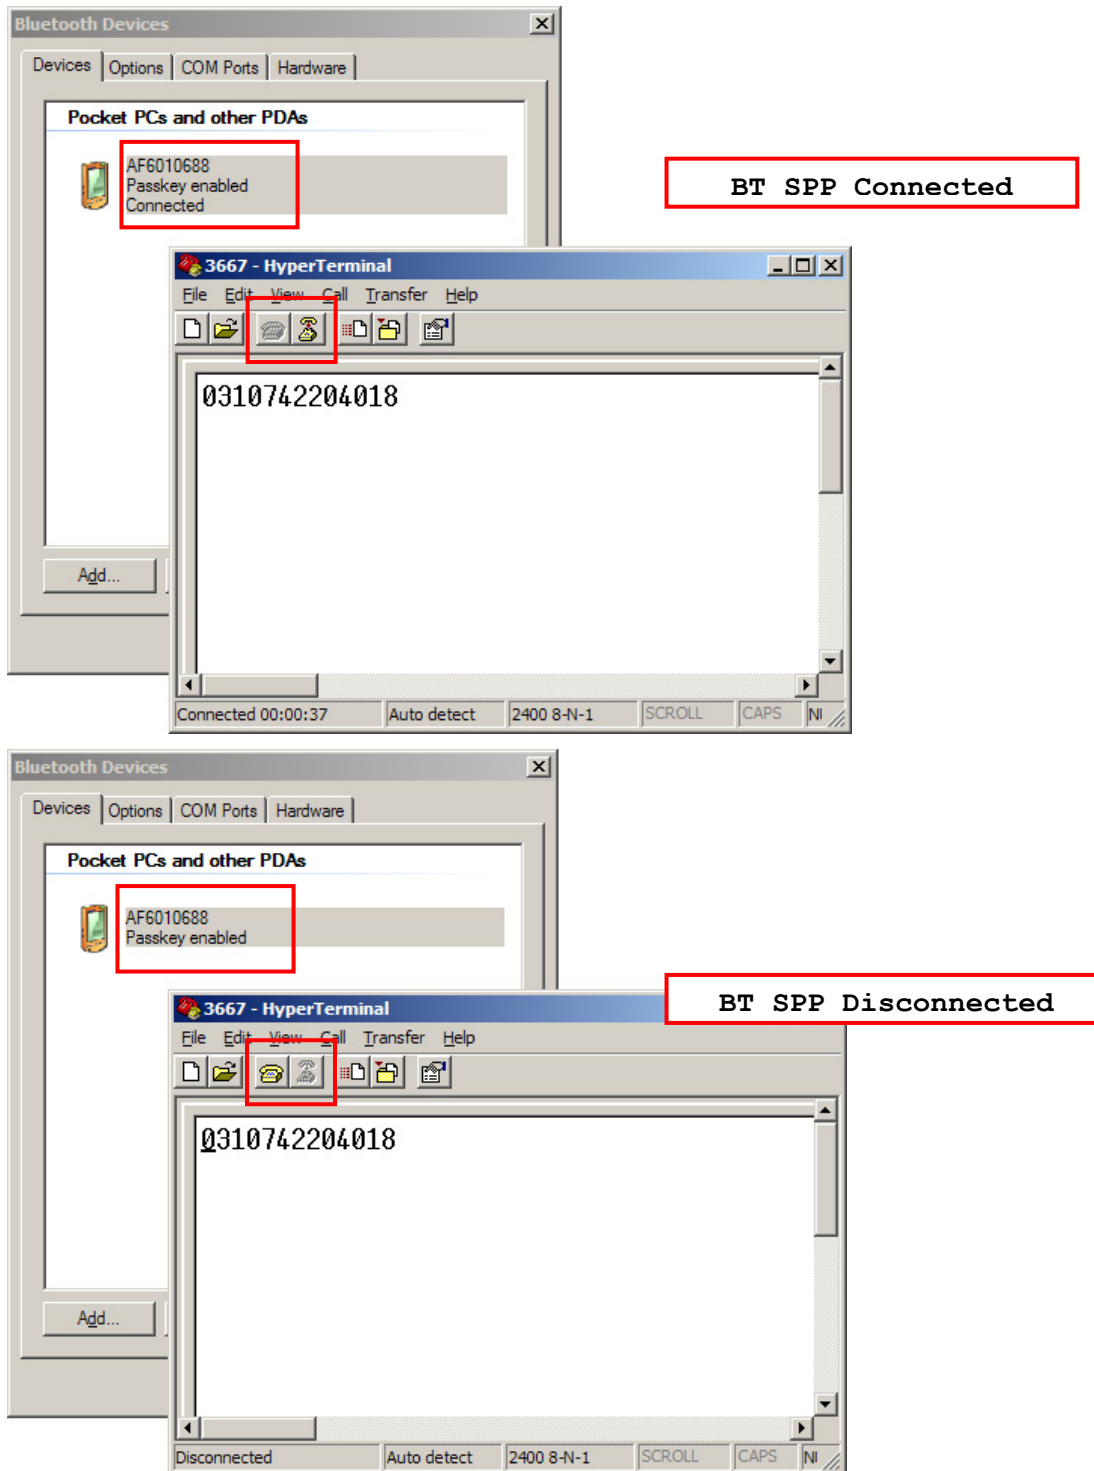 Bluetooth Devices
Devices Options COM Ports Hardware
Pocket PCs and other PDAs
AF6010688
Passkey enabled
Connected
BT SPP Connected
3667 - HyperTerminal
File Edit View Call Transfer Help
0310742204018
Add...
Connected 00:00:37 Auto detect 2400 8-N-1 SCROLL CAPS
Bluetooth Devices
Devices Options COM Ports Hardware
Pocket PCs and other PDAs
AF6010688
Passkey enabled
BT SPP Disconnected
3667 - HyperTerminal
File Edit View Call Transfer Help
0310742204018
Add...
Disconnected Auto detect 2400 8-N-1 SCROLL CAPS